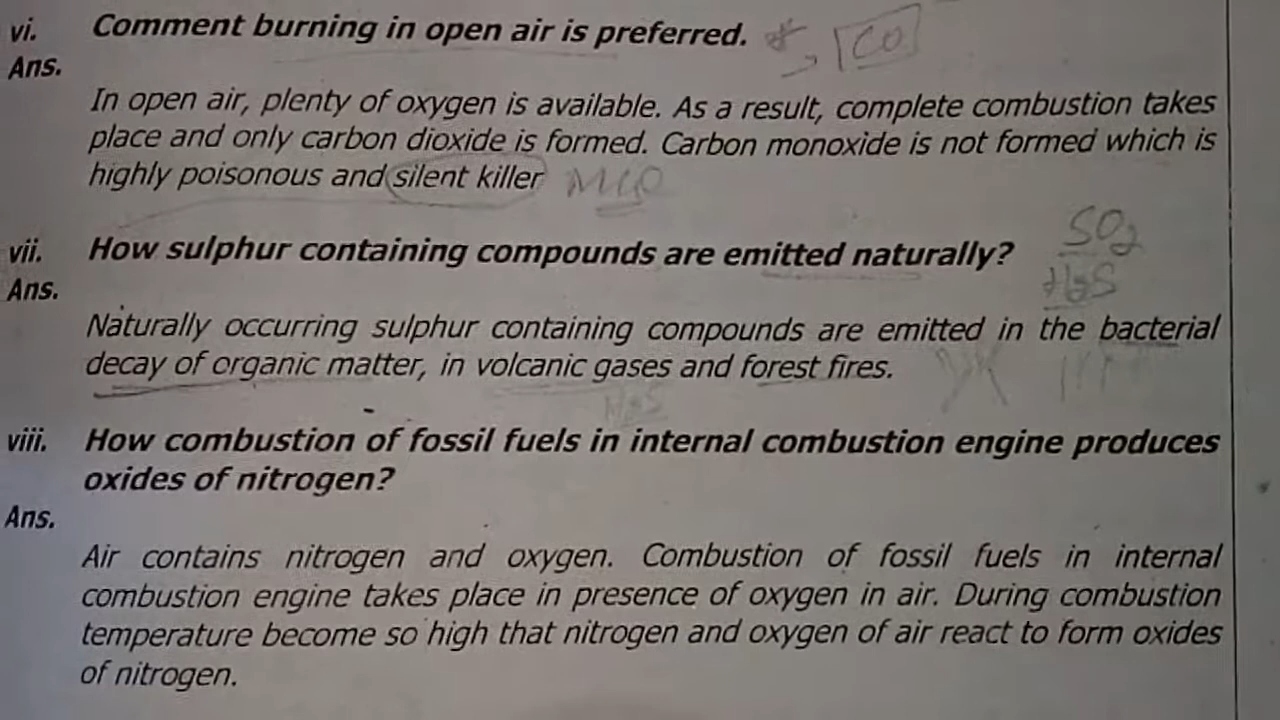 vi. Comment burning in open air is preferred. * [CO]
Ans.
In open air, plenty of oxygen is available. As a result, complete combustion takes
place and only carbon dioxide is formed. Carbon monoxide is not formed which is
highly poisonous and silent killer
SO2
vii. How sulphur containing compounds are emitted naturally?
H2S
Ans.
Naturally occurring sulphur containing compounds are emitted in the bacterial
decay of organic matter, in volcanic gases and forest fires.
H2S
viii. How combustion of fossil fuels in internal combustion engine produces
oxides of nitrogen?
Ans.
Air contains nitrogen and oxygen. Combustion of fossil fuels in internal
combustion engine takes place in presence of oxygen in air. During combustion
temperature become so high that nitrogen and oxygen of air react to form oxides
of nitrogen.